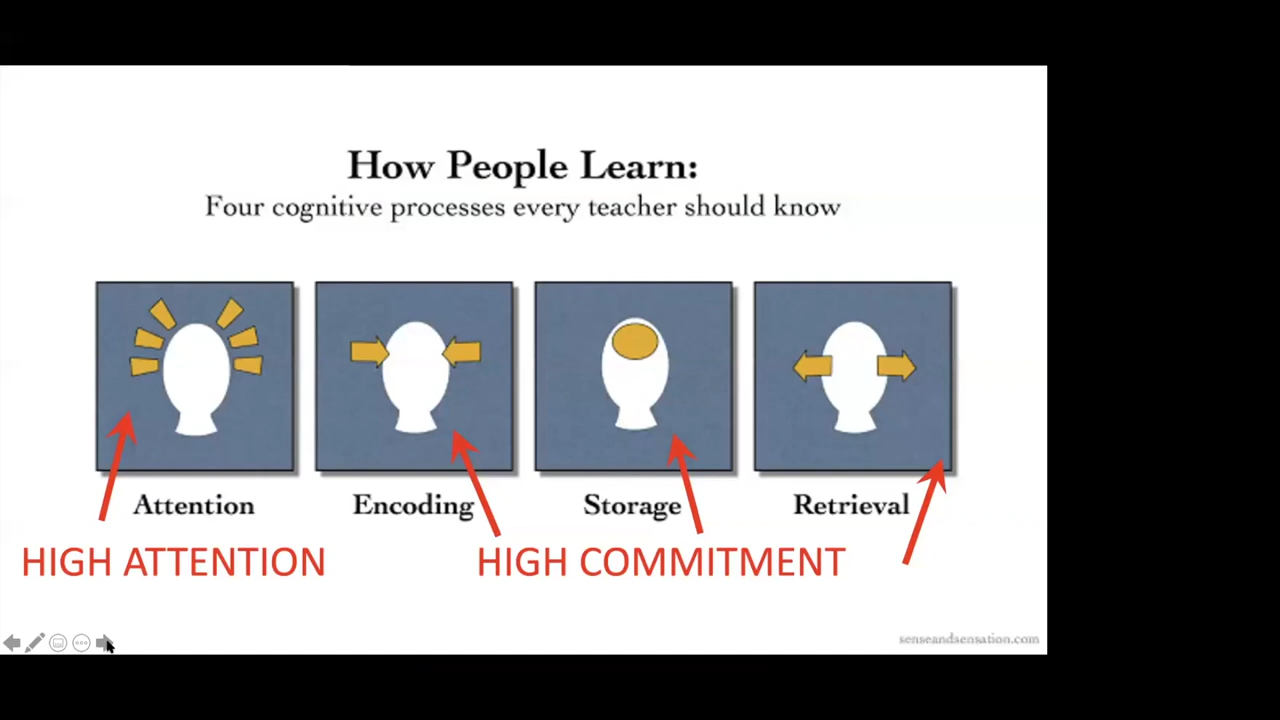 How People Learn:
Four cognitive processes every teacher should know
Attention
Encoding
Storage
Retrieval
HIGH ATTENTION
HIGH COMMITMENT
senseandsensation.com